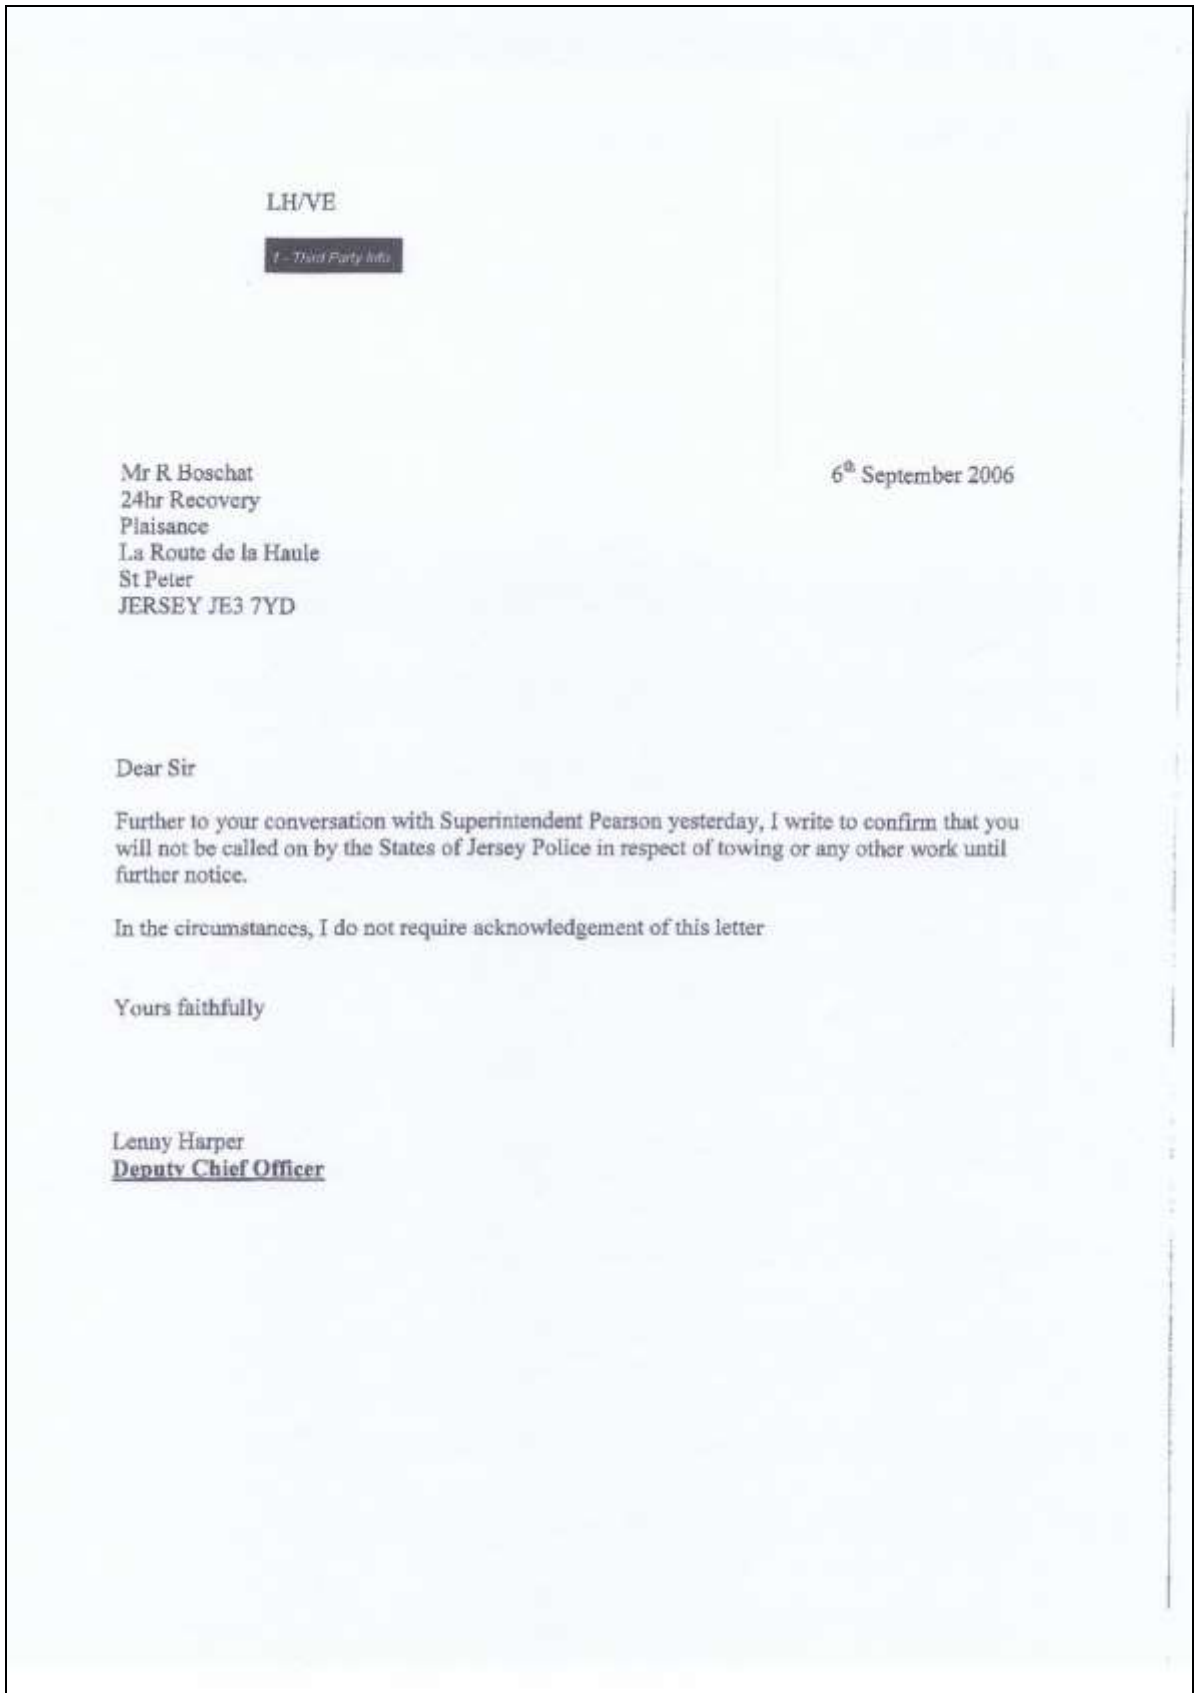 LH/VE
1 - Third Party Info
Mr R Boschat
6th September 2006
24hr Recovery
Plaisance
La Route de la Haule
St Peter
JERSEY JE3 7YD
Dear Sir
Further to your conversation with Superintendent Pearson yesterday, I write to confirm that you
will not be called on by the States of Jersey Police in respect of towing or any other work until
further notice.
In the circumstances, I do not require acknowledgement of this letter
Yours faithfully
Lenny Harper
Deputy Chief Officer